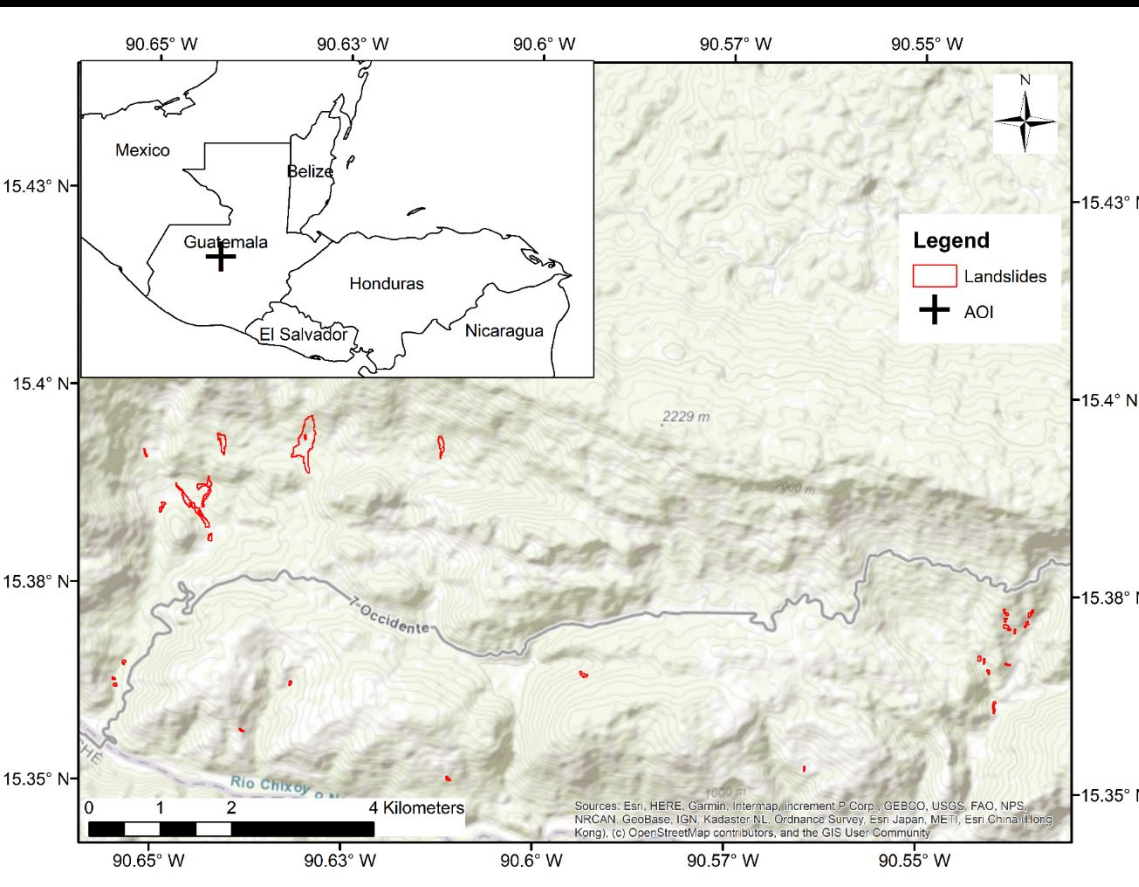 90.65° W 90.63° W 90.6° W 90.57° W 90.55° W
N
Mexico
Belize
15.43° N
15.43° N
Guatemala
Legend
Honduras
Landslides
AOI
El Salvador
Nicaragua
15.4° N
15.4° N
2229 m
2000 m
15.38° N
15.38° N
7-Occidente
15.35° N
15.35° N
CHÉ
Rio Chixoy o
1000 m
0 1 2 4 Kilometers
Sources: Esri, HERE, Garmin, Intermap, increment P Corp., GEBCO, USGS, FAO, NPS,
NRCAN, GeoBase, IGN, Kadaster NL, Ordnance Survey, Esri Japan, METI, Esri China (Hong
Kong), (c) OpenStreetMap contributors, and the GIS User Community
90.65° W 90.63° W 90.6° W 90.57° W 90.55° W